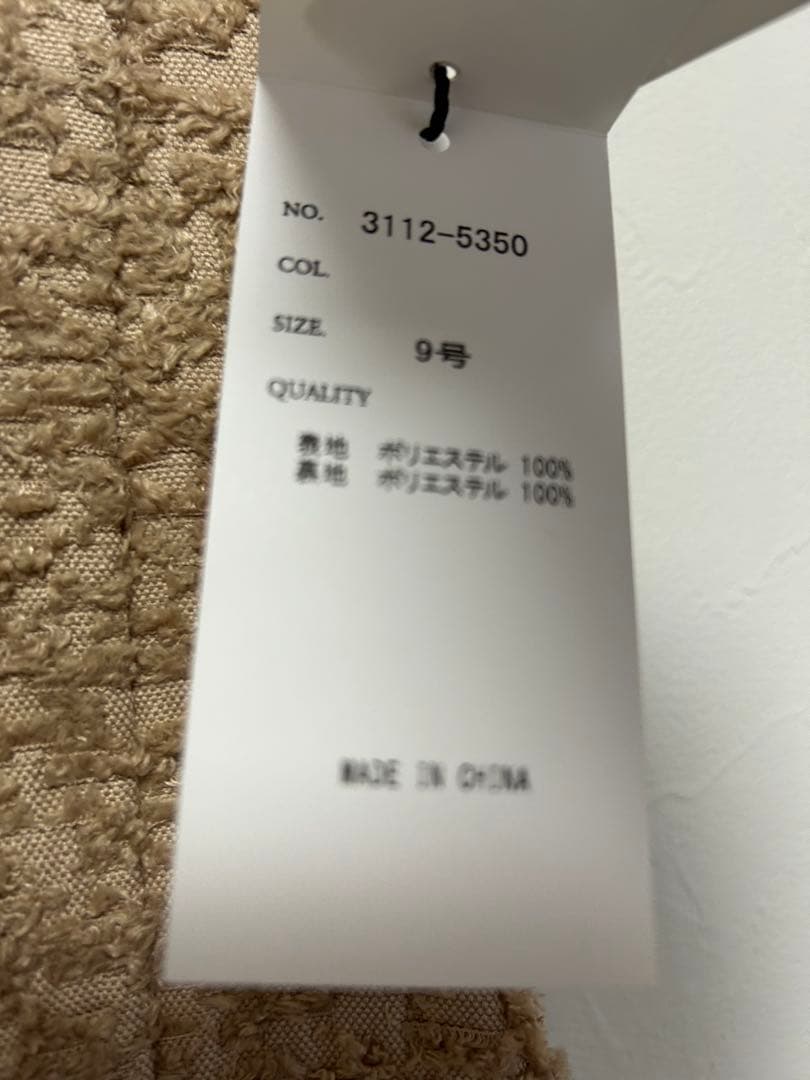 NO. 3112-5350
COL.
SIZE. 9号
QUALITY
表地 ポリエステル 100%
裏地 ポリエステル 100%
MADE IN CHINA